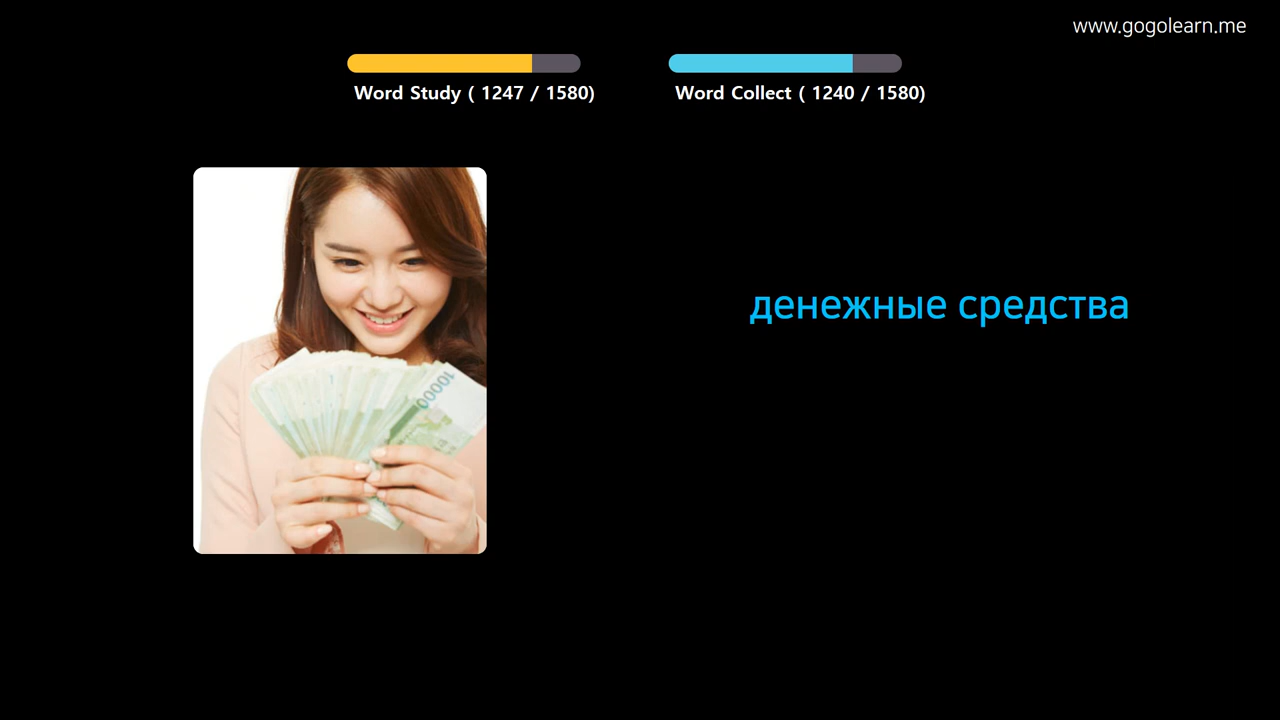 www.gogolearn.me
Word Study ( 1247 / 1580)
Word Collect ( 1240 / 1580)
денежные средства
10000